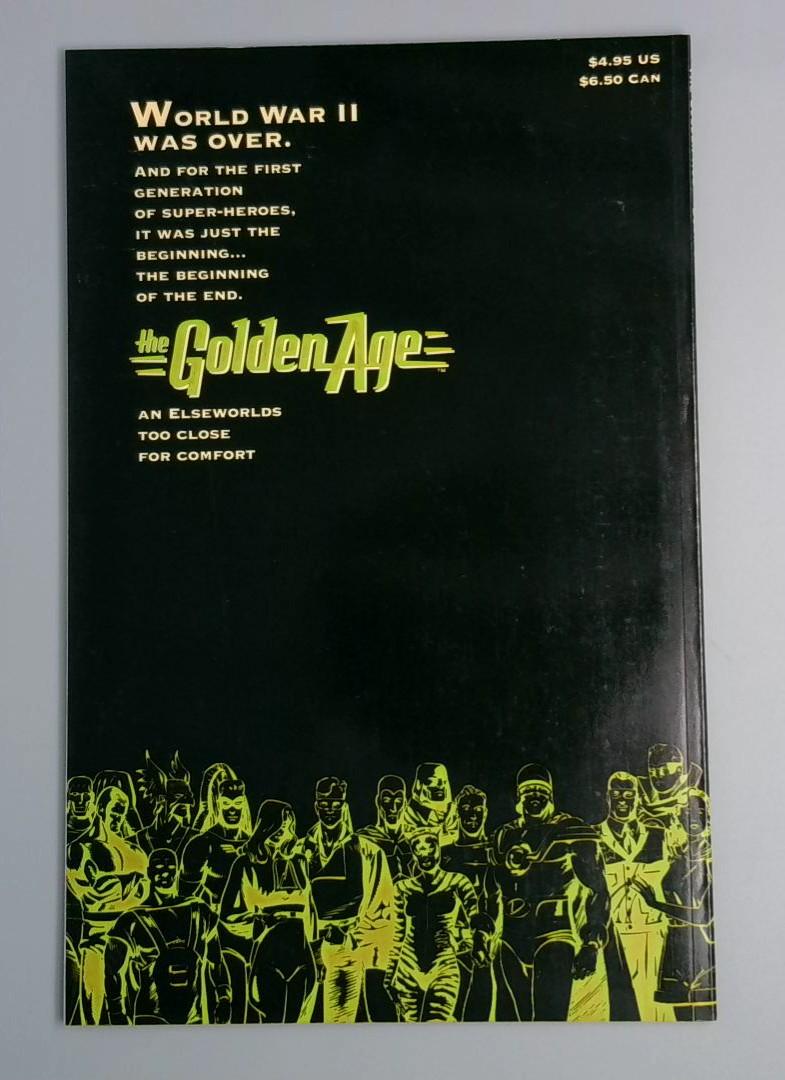 $4.95 US
$6.50 CAN
WORLD WAR II
WAS OVER.
AND FOR THE FIRST
GENERATION
OF SUPER-HEROES,
IT WAS JUST THE
BEGINNING...
THE BEGINNING
OF THE END.
the Golden Age TM
AN ELSEWORLDS
TOO CLOSE
FOR COMFORT